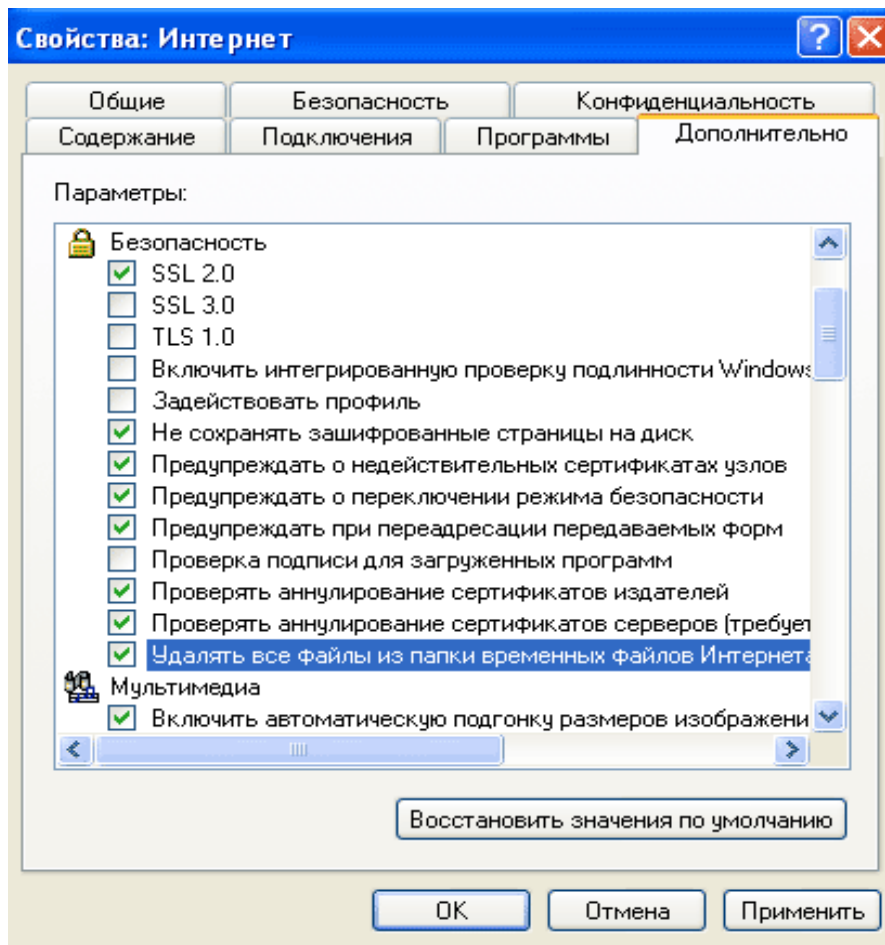 Свойства: Интернет
Общие
Безопасность
Конфиденциальность
Содержание
Подключения
Программы
Дополнительно
Параметры:
Безопасность
SSL 2.0
SSL 3.0
TLS 1.0
Включить интегрированную проверку подлинности Windows
Задействовать профиль
Не сохранять зашифрованные страницы на диск
Предупреждать о недействительных сертификатах узлов
Предупреждать о переключении режима безопасности
Предупреждать при переадресации передаваемых форм
Проверка подписи для загруженных программ
Проверять аннулирование сертификатов издателей
Проверять аннулирование сертификатов серверов (требует
Удалять все файлы из папки временных файлов Интернета
Мультимедиа
Включить автоматическую подгонку размеров изображени
Восстановить значения по умолчанию
OK
Отмена
Применить